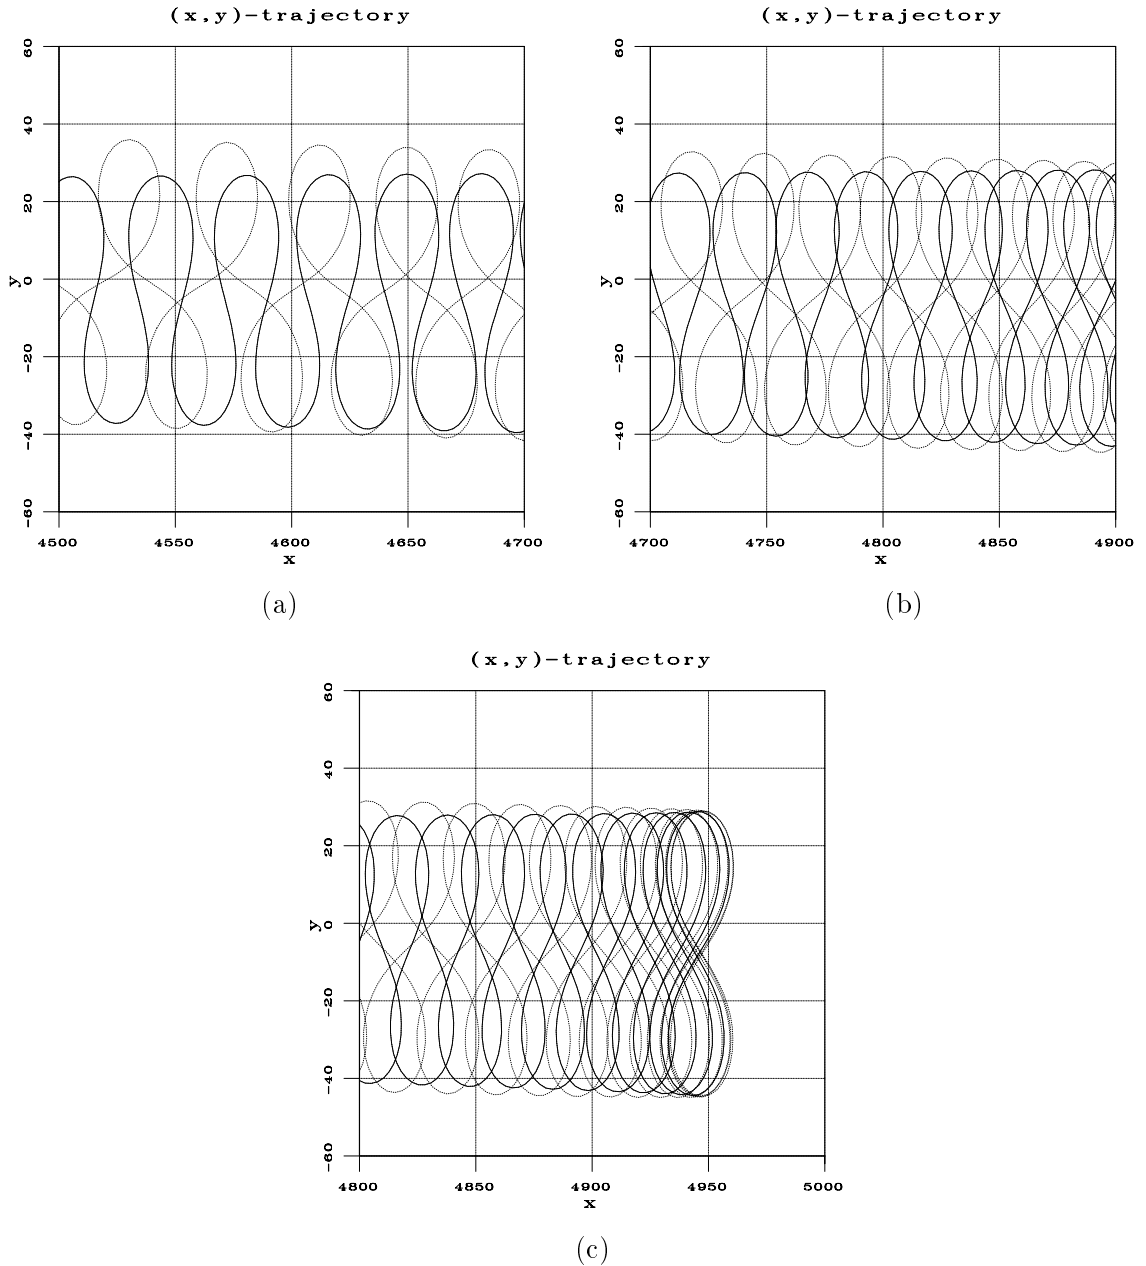 (x,y)-trajectory (x,y)-trajectory
60 60
40 40
20 20
y 0 y 0
-20 -20
-40 -40
-60 -60
4500 4550 4600 4650 4700 4700 4750 4800 4850 4900
x x
(a) (b)
(x,y)-trajectory
60
40
20
y 0
-20
-40
-60
4800 4850 4900 4950 5000
x
(c)